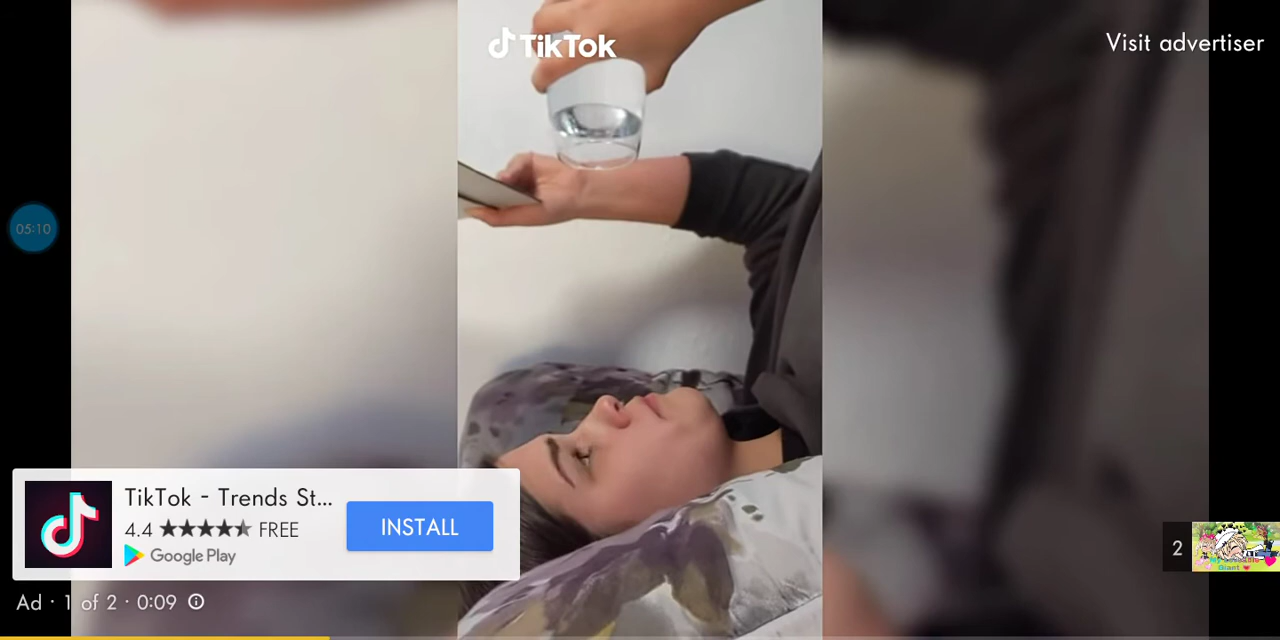 TikTok
Visit advertiser
05:10
TikTok - Trends St...
4.4 ★★★★★ FREE
Google Play
INSTALL
2
Giant
Ad · 1 of 2 · 0:09